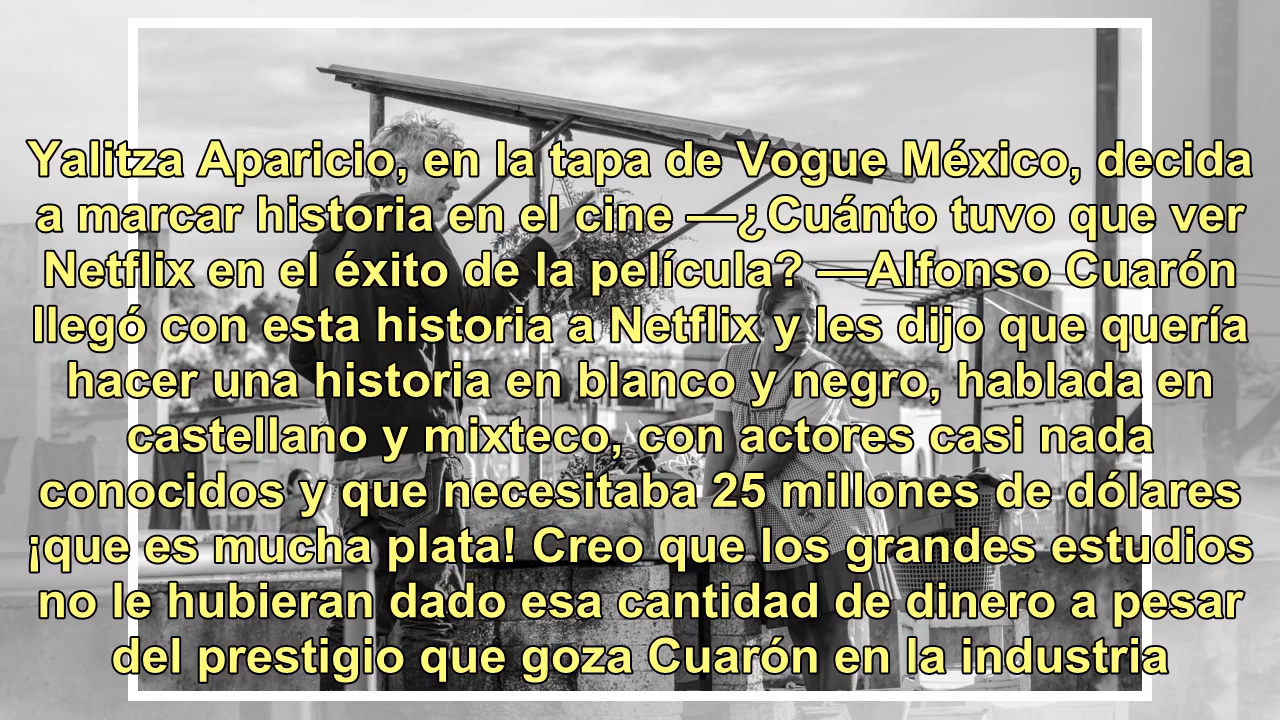 Yalitza Aparicio, en la tapa de Vogue México, decida
a marcar historia en el cine —¿Cuánto tuvo que ver
Netflix en el éxito de la película? —Alfonso Cuarón
llegó con esta historia a Netflix y les dijo que quería
hacer una historia en blanco y negro, hablada en
castellano y mixteco, con actores casi nada
conocidos y que necesitaba 25 millones de dólares
¡que es mucha plata! Creo que los grandes estudios
no le hubieran dado esa cantidad de dinero a pesar
del prestigio que goza Cuarón en la industria